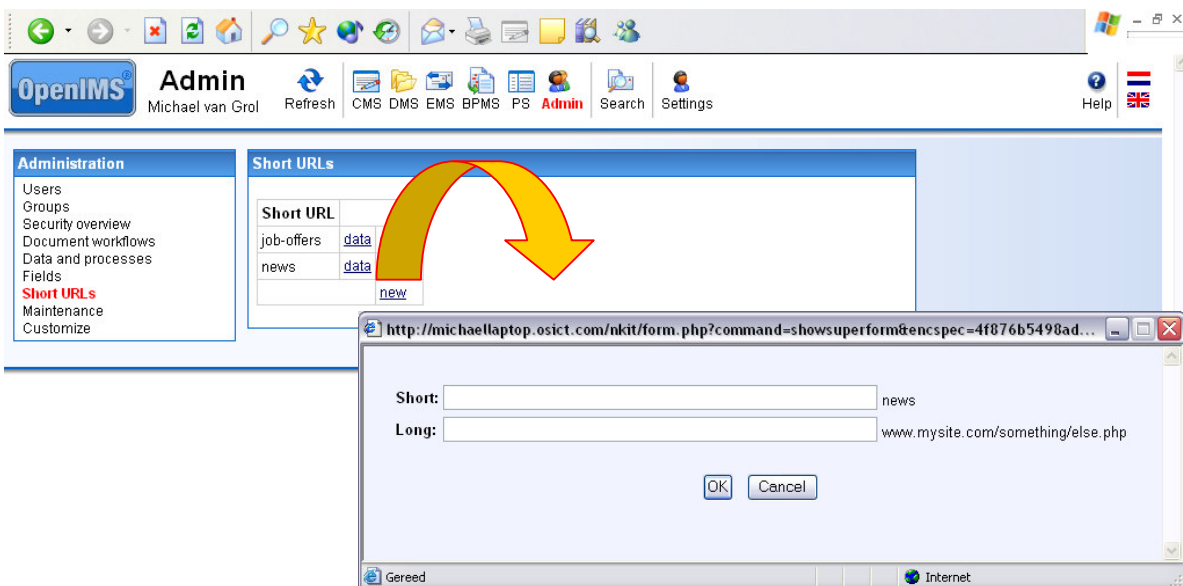 OpenIMS®
Admin
Michael van Grol
Refresh
CMS DMS EMS BPMS PS Admin
Search
Settings
Help
Administration
Users
Groups
Security overview
Document workflows
Data and processes
Fields
Short URLs
Maintenance
Customize
Short URLs
Short URL
job-offers data
news data
new
http://michaellaptop.osict.com/nkit/form.php?command=showsuperform&encspec=4f876b5498ad...
Short: news
Long: www.mysite.com/something/else.php
OK Cancel
Gereed Internet